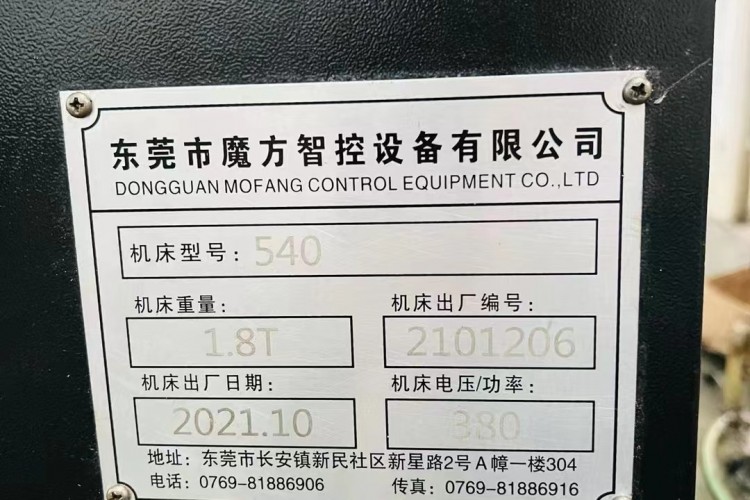 东莞市魔方智控设备有限公司
DONGGUAN MOFANG CONTROL EQUIPMENT CO.,LTD
机床型号: 540
机床重量: 机床出厂编号:
1.8T 2101206
机床出厂日期: 机床电压/功率:
2021.10 380
地址: 东莞市长安镇新民社区新星路2号A幢一楼304
电话: 0769-81886906 传真: 0769-81886916